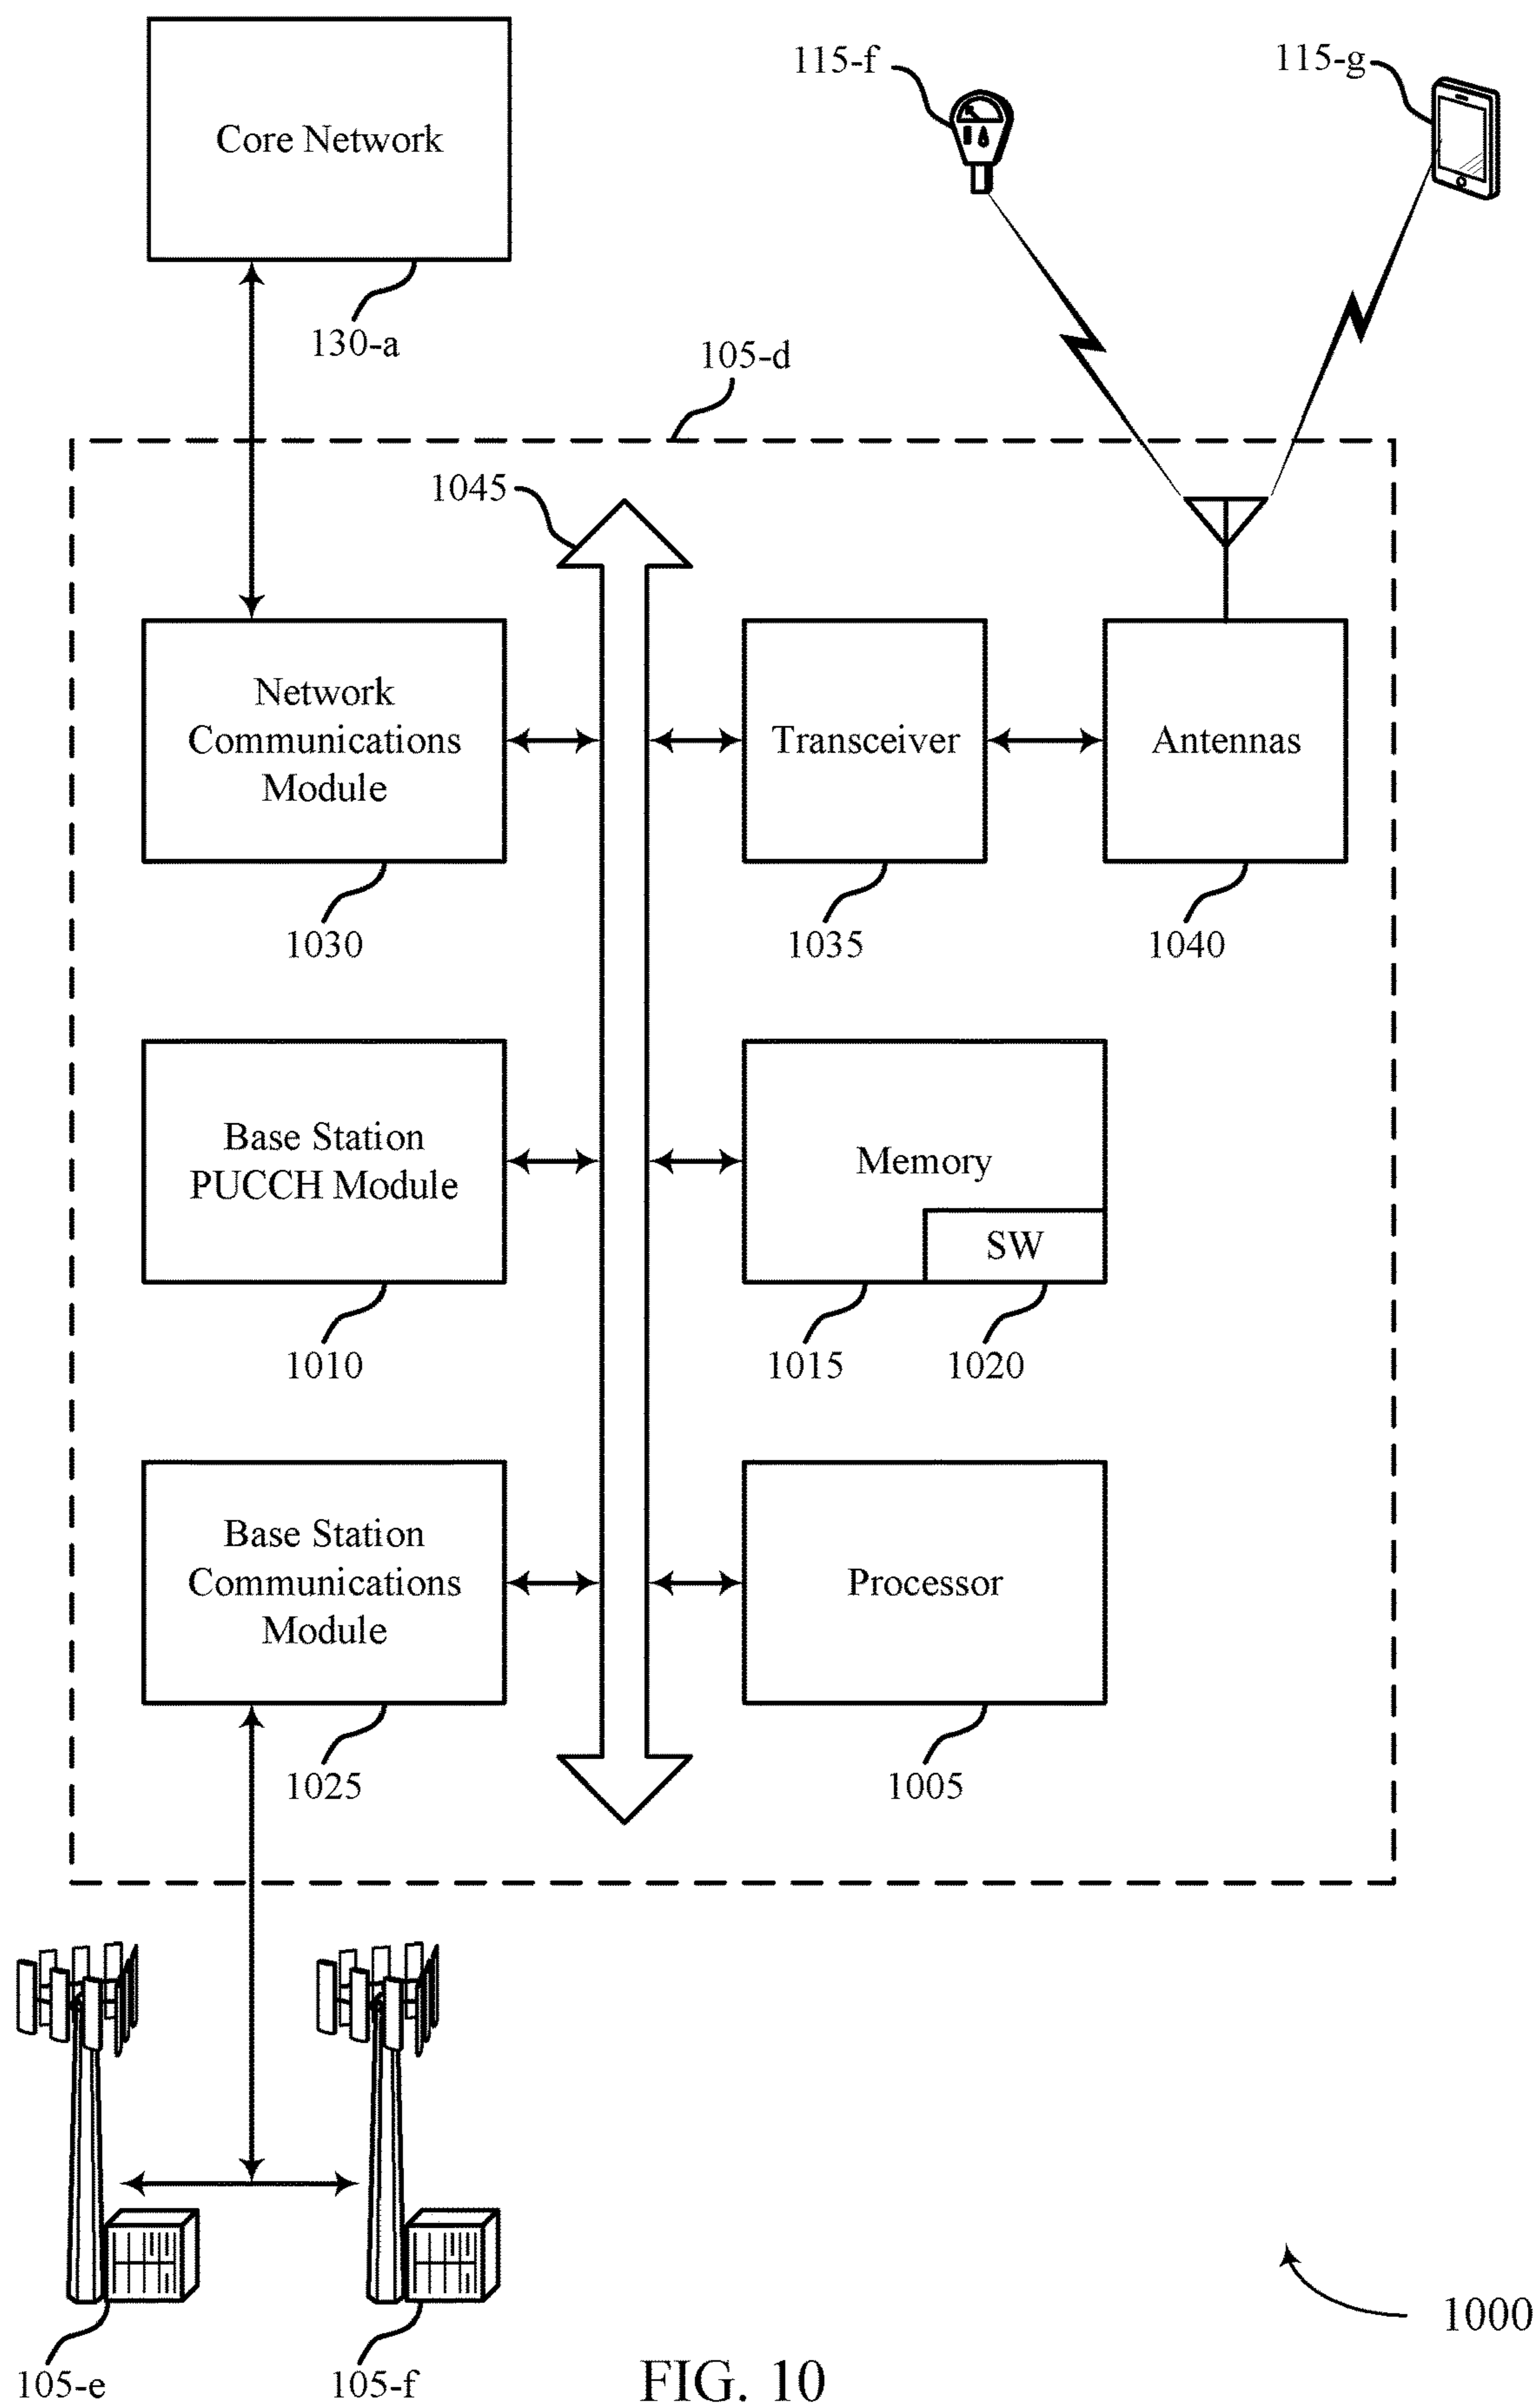 Core Network
130-a
115-f
115-g
105-d
1045
Network
Communications
Module
1030
Transceiver
1035
Antennas
1040
Base Station
PUCCH Module
1010
Memory
SW
1015
1020
Base Station
Communications
Module
1025
Processor
1005
105-e
105-f
1000
FIG. 10